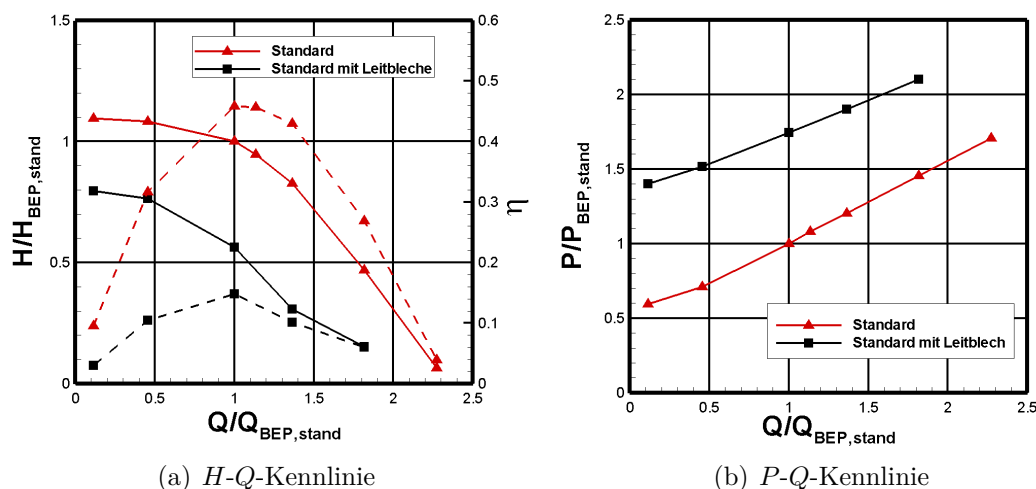 1.5
1
0.5
0
H/H_BEP,stand
0.6
0.5
0.4
0.3
0.2
0.1
0
η
Standard
Standard mit Leitbleche
0 0.5 1 1.5 2 2.5
Q/Q_BEP,stand
(a) H-Q-Kennlinie
2.5
2
1.5
1
0.5
0
P/P_BEP,stand
Standard
Standard mit Leitblech
0 0.5 1 1.5 2 2.5
Q/Q_BEP,stand
(b) P-Q-Kennlinie